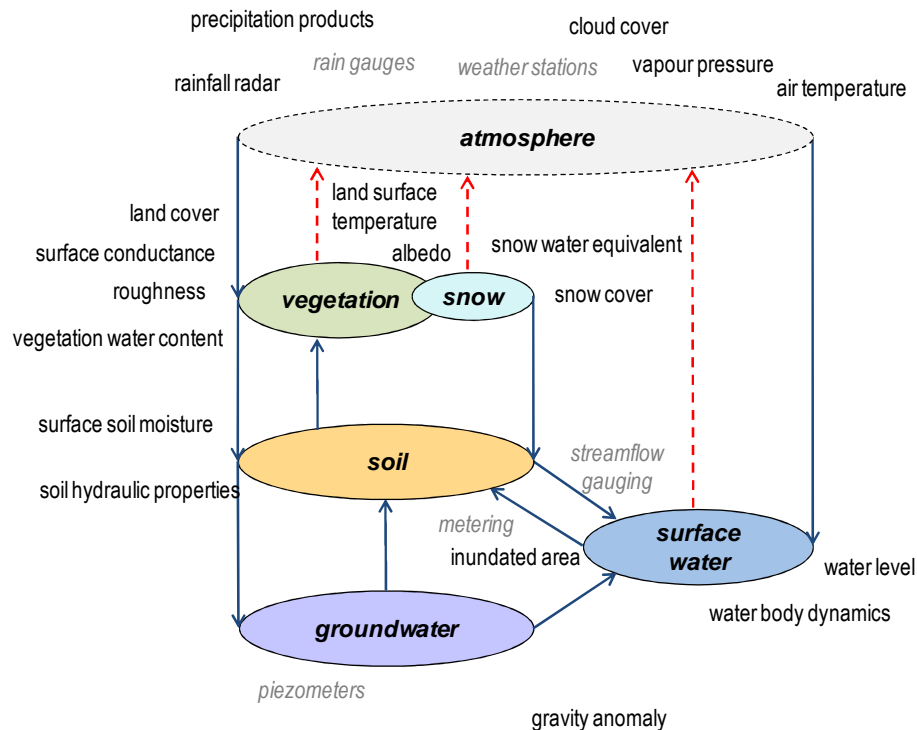 precipitation products
cloud cover
rain gauges
weather stations
vapour pressure
rainfall radar
air temperature
atmosphere
land surface
temperature
land cover
surface conductance
albedo
snow water equivalent
roughness
vegetation
snow
snow cover
vegetation water content
surface soil moisture
soil
streamflow
gauging
soil hydraulic properties
metering
inundated area
surface
water
water level
water body dynamics
groundwater
piezometers
gravity anomaly